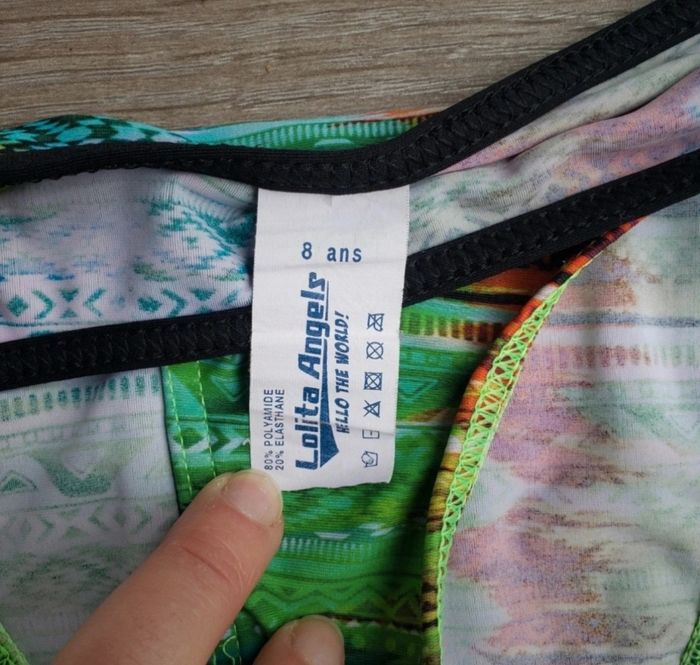 8 ans
Lolita Angels
HELLO THE WORLD!
80% POLYAMIDE
20% ELASTHANE